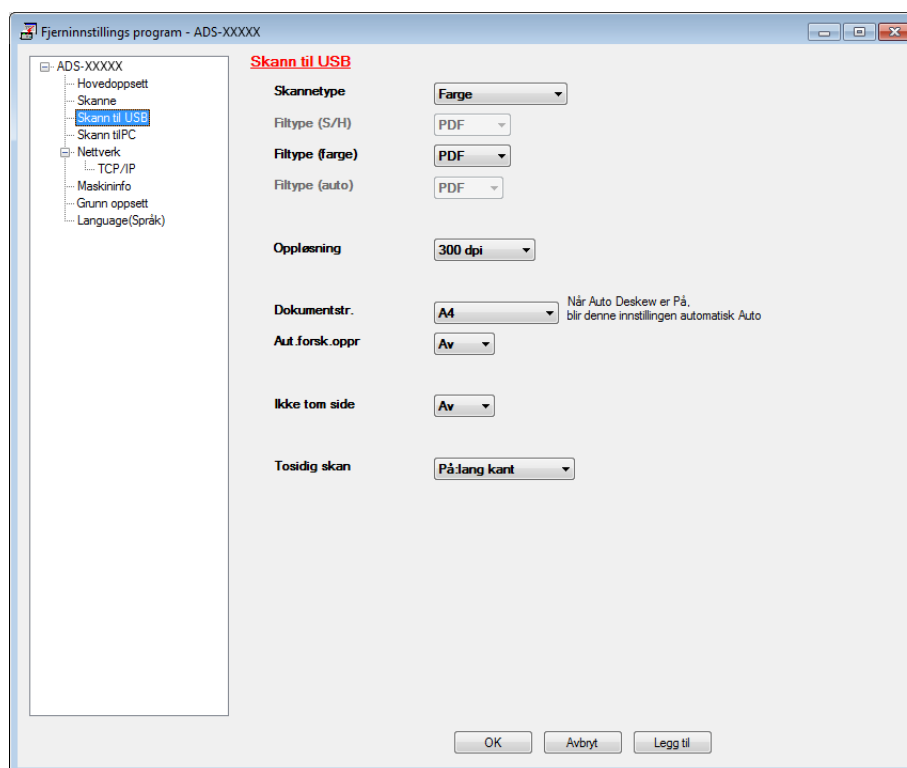 Fjerninnstillings program - ADS-XXXXX
ADS-XXXXX
Hovedoppsett
Skanne
Skann til USB
Skann tilPC
Nettverk
TCP/IP
Maskininfo
Grunn oppsett
Language(Språk)
Skann til USB
Skannetype Farge
Filtype (S/H) PDF
Filtype (farge) PDF
Filtype (auto) PDF
Oppløsning 300 dpi
Dokumentstr. A4
Når Auto Deskew er På,
blir denne innstillingen automatisk Auto
Aut.forsk.oppr Av
Ikke tom side Av
Tosidig skan På:lang kant
OK Avbryt Legg til